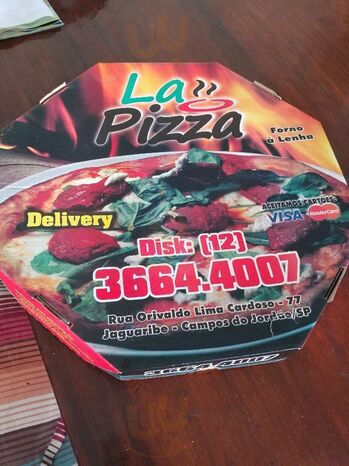 La
Pizza
Forno
à Lenha
Delivery
ACEITAMOS CARTÕES
VISA MasterCard
Disk: (12)
3664.4007
Rua Orivaldo Lima Cardoso - 77
Jaguaribe - Campos do Jordão/SP